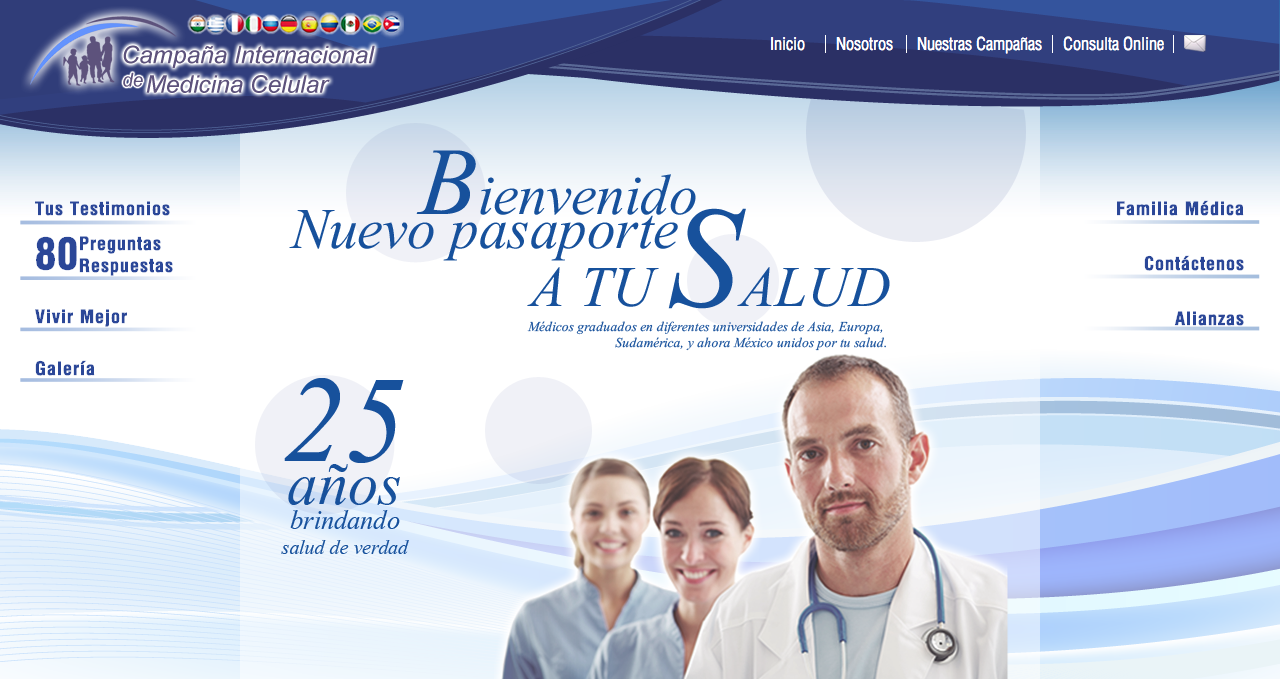 Campaña Internacional
de Medicina Celular
Inicio
Nosotros
Nuestras Campañas
Consulta Online
Tus Testimonios
80 Preguntas
Respuestas
Vivir Mejor
Galería
Bienvenido
Nuevo pasaporte
A TU SALUD
Médicos graduados en diferentes universidades de Asia, Europa,
Sudamérica, y ahora México unidos por tu salud.
25
años
brindando
salud de verdad
Familia Médica
Contáctenos
Alianzas